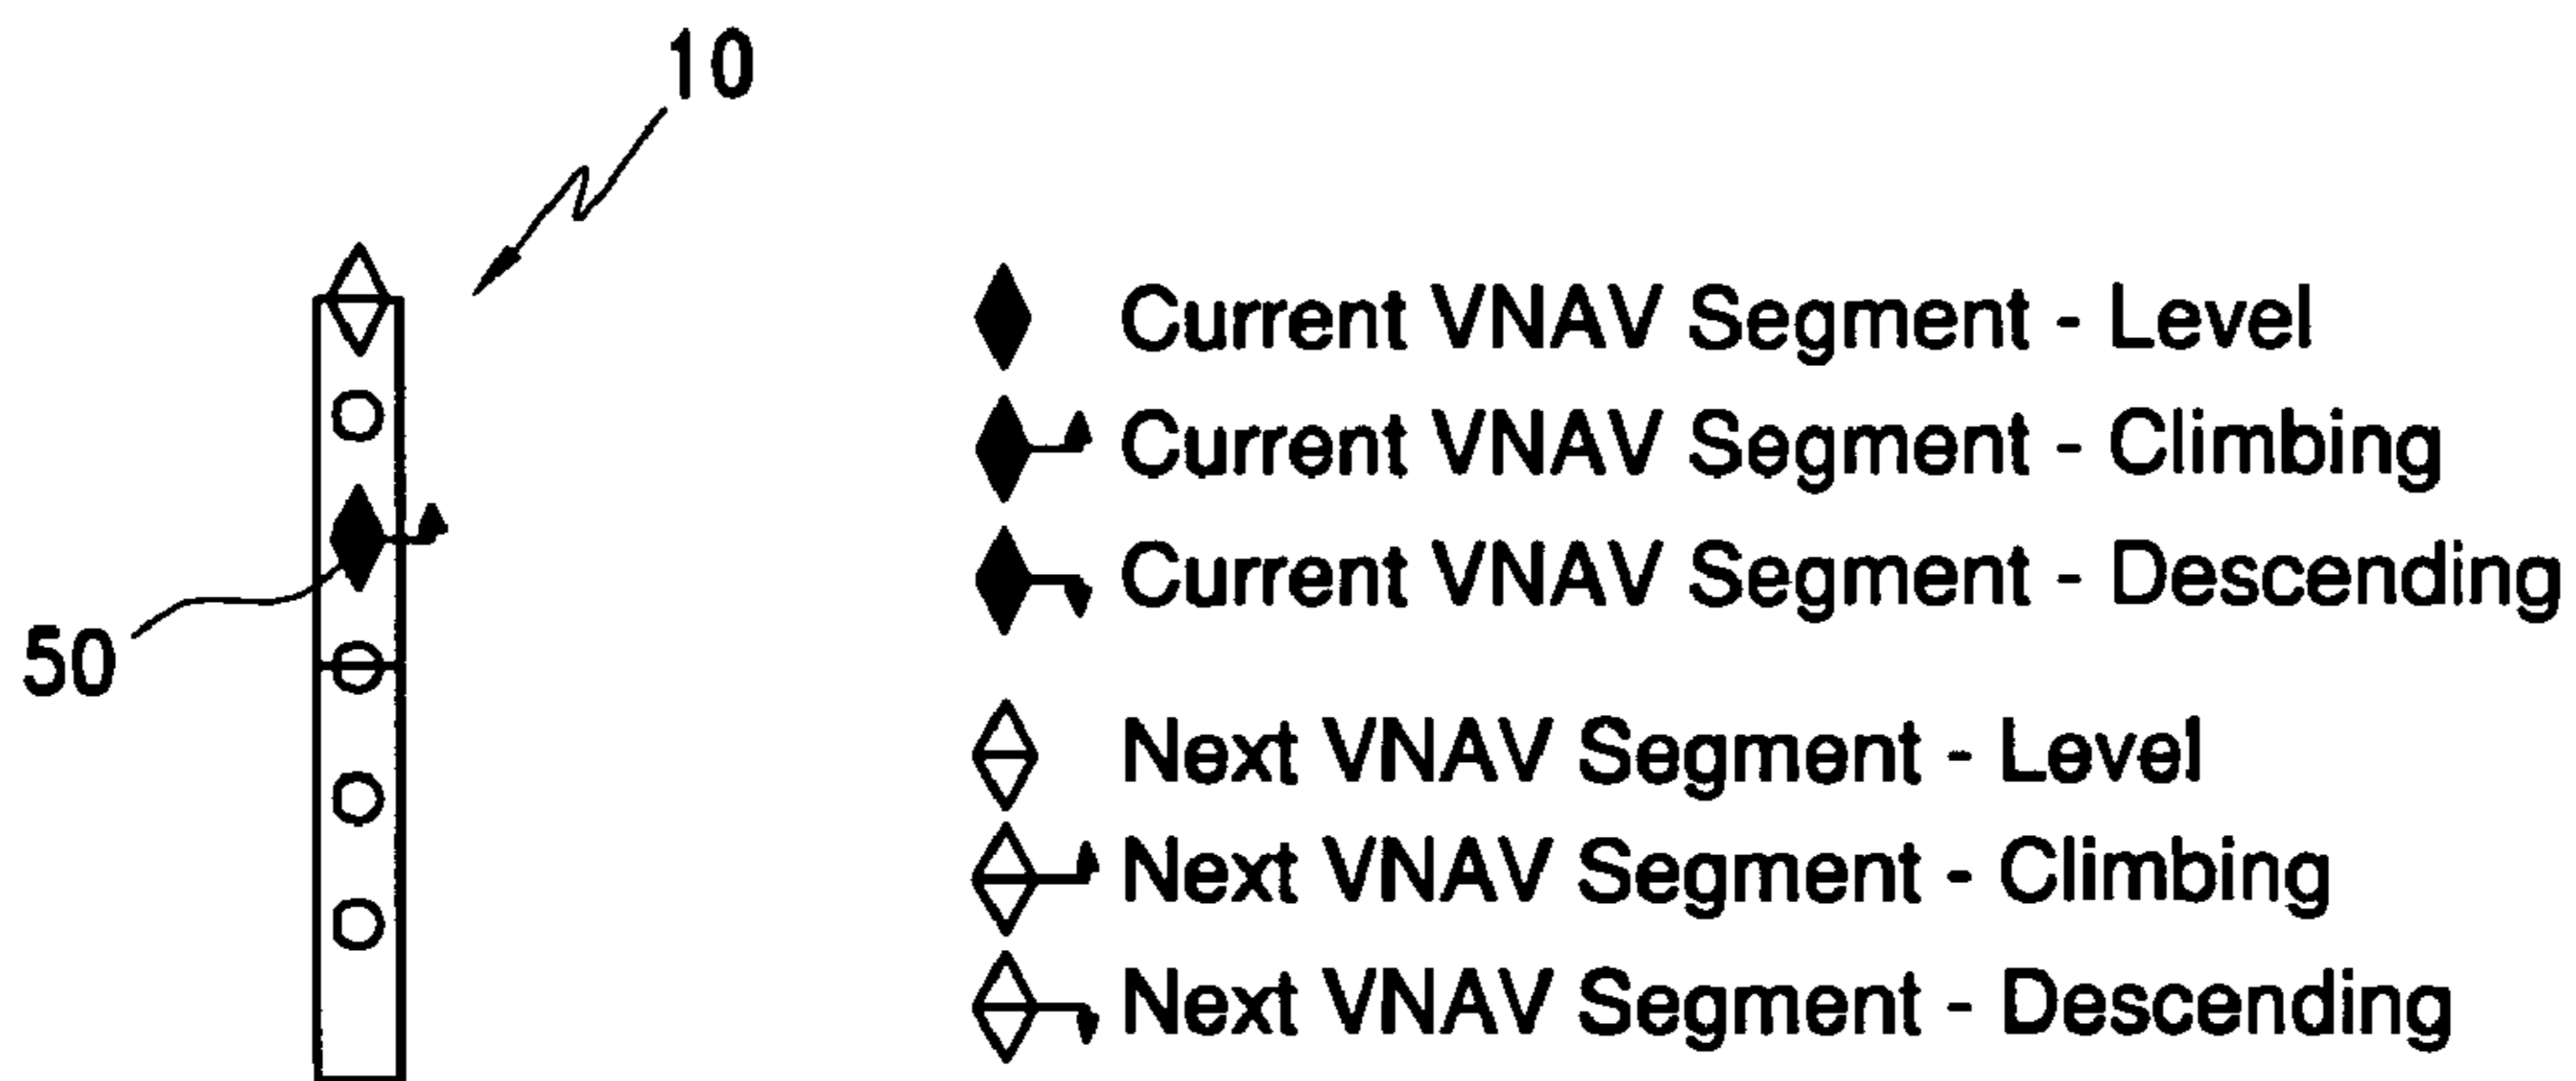 10
Current VNAV Segment - Level
Current VNAV Segment - Climbing
Current VNAV Segment - Descending
50
Next VNAV Segment - Level
Next VNAV Segment - Climbing
Next VNAV Segment - Descending